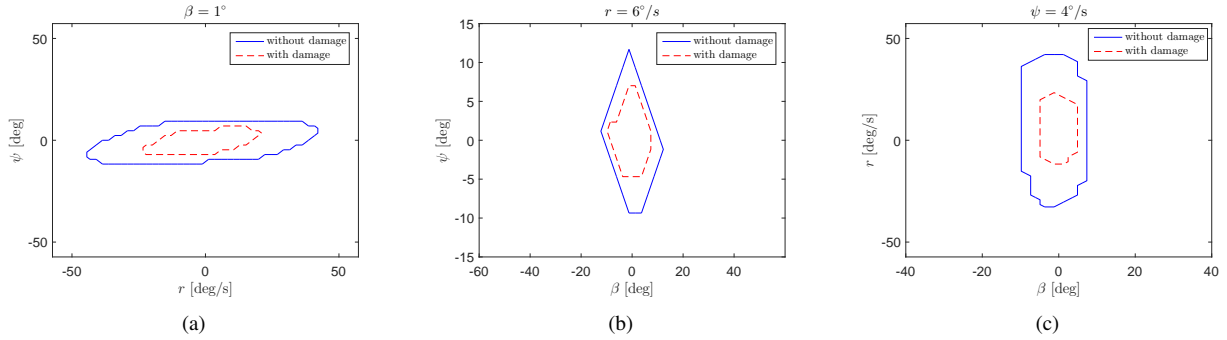 β = 1°
50
0
-50
ψ [deg]
-50
0
50
r [deg/s]
without damage
with damage
(a)
r = 6°/s
15
10
5
0
-5
-10
-15
ψ [deg]
-60
-40
-20
0
20
40
β [deg]
without damage
with damage
(b)
ψ = 4°/s
50
0
-50
r [deg/s]
-40
-20
0
20
40
β [deg]
without damage
with damage
(c)